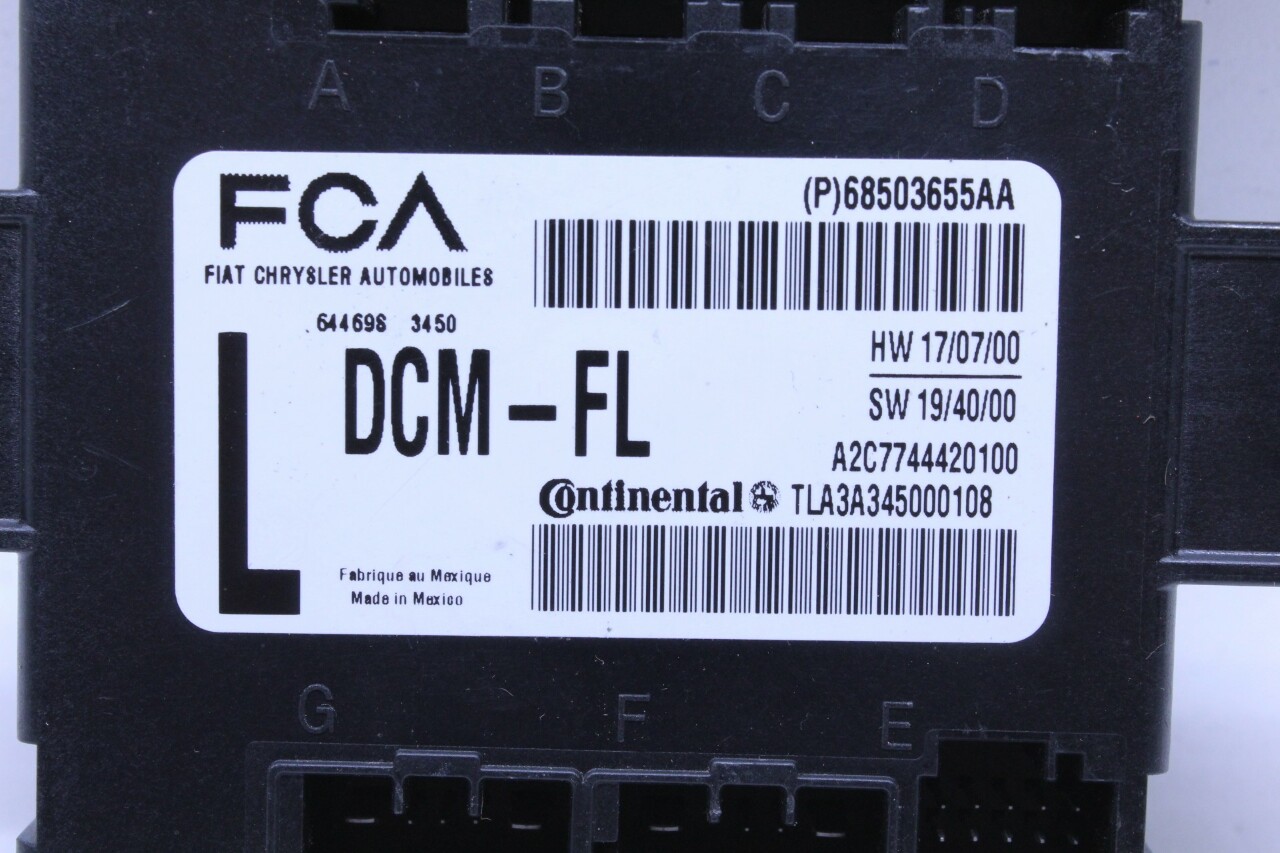 A B C D
FCA
FIAT CHRYSLER AUTOMOBILES
(P)68503655AA
644698 3450
L
DCM-FL
HW 17/07/00
SW 19/40/00
A2C7744420100
Continental TLA3A345000108
Fabrique au Mexique
Made in Mexico
G F E